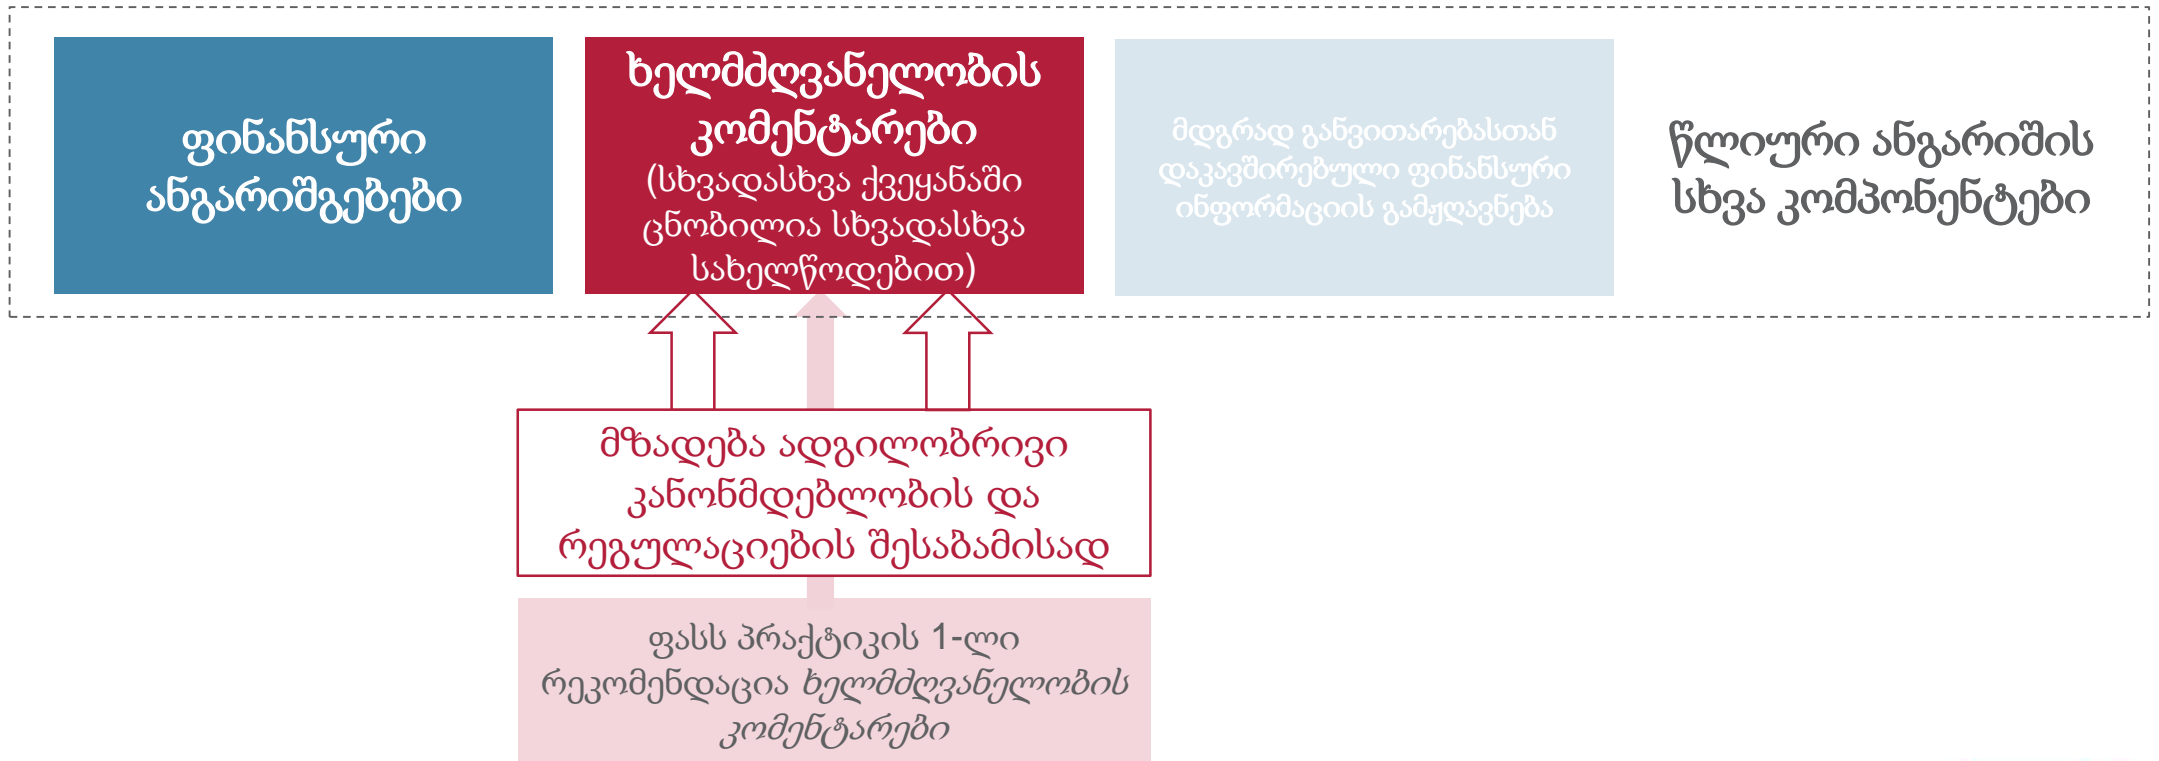 ფინანსური
ანგარიშგებები
ხელმძღვანელობის
კომენტარები
(სხვადასხვა ქვეყანაში
ცნობილია სხვადასხვა
სახელწოდებით)
მდგრად განვითარებასთან
დაკავშირებული ფინანსური
ინფორმაციის გამჟღავნება
წლიური ანგარიშის
სხვა კომპონენტები
მზადება ადგილობრივი
კანონმდებლობის და
რეგულაციების შესაბამისად
ფასს პრაქტიკის 1-ლი
რეკომენდაცია ხელმძღვანელობის
კომენტარები